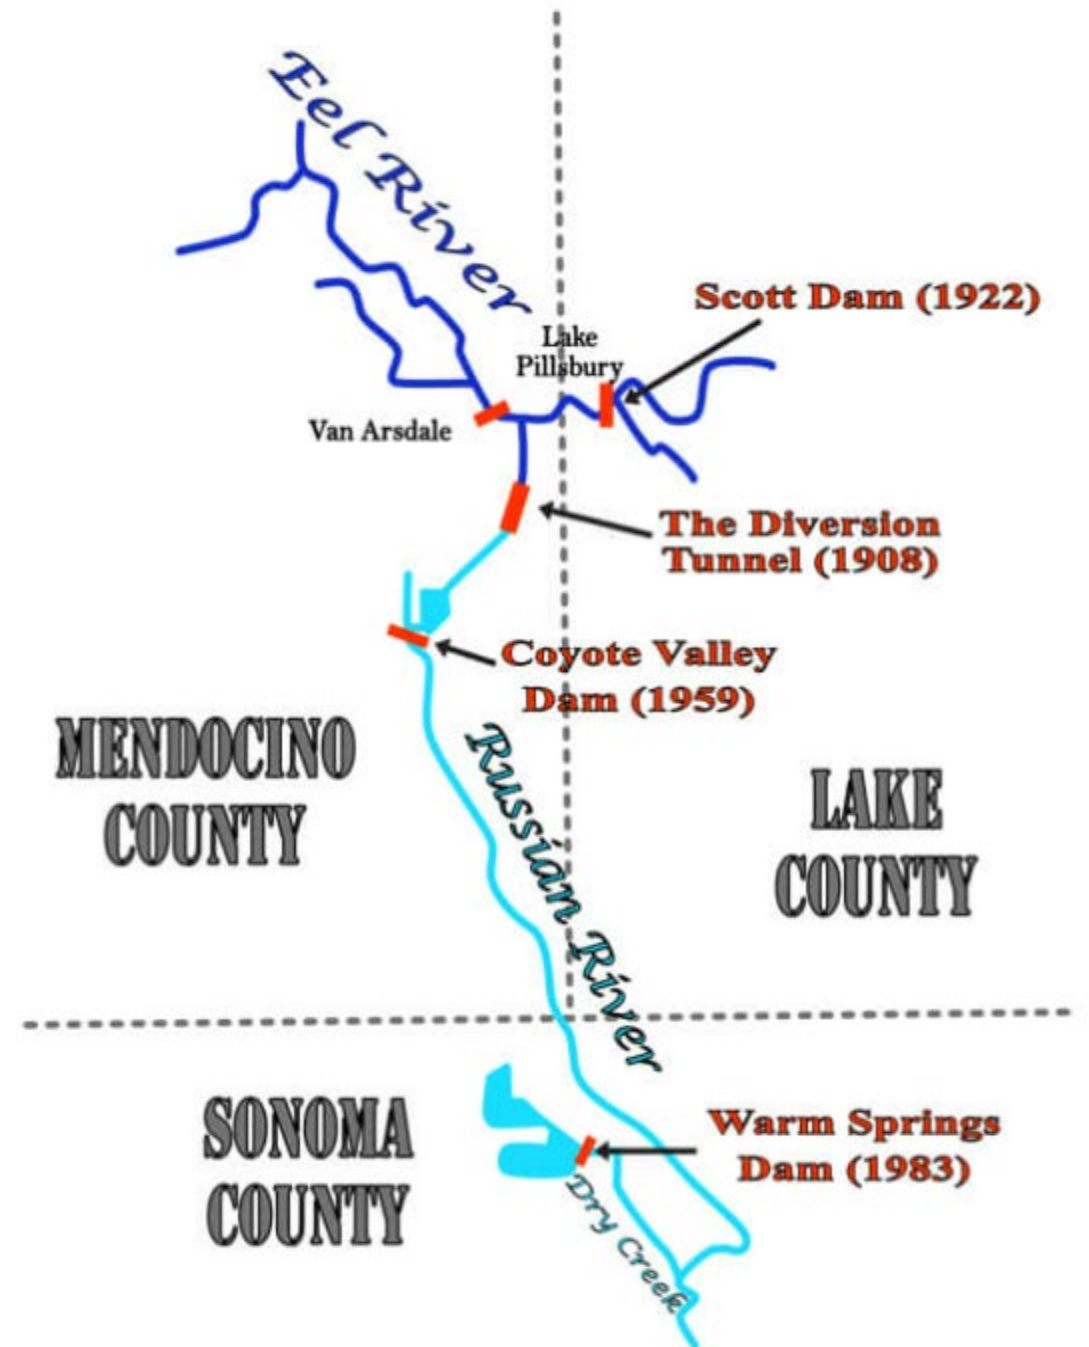 Eel River
Scott Dam (1922)
Lake
Pillsbury
Van Arsdale
The Diversion
Tunnel (1908)
Coyote Valley
Dam (1959)
MENDOCINO
COUNTY
Russian River
LAKE
COUNTY
SONOMA
COUNTY
Warm Springs
Dam (1983)
Dry Creek